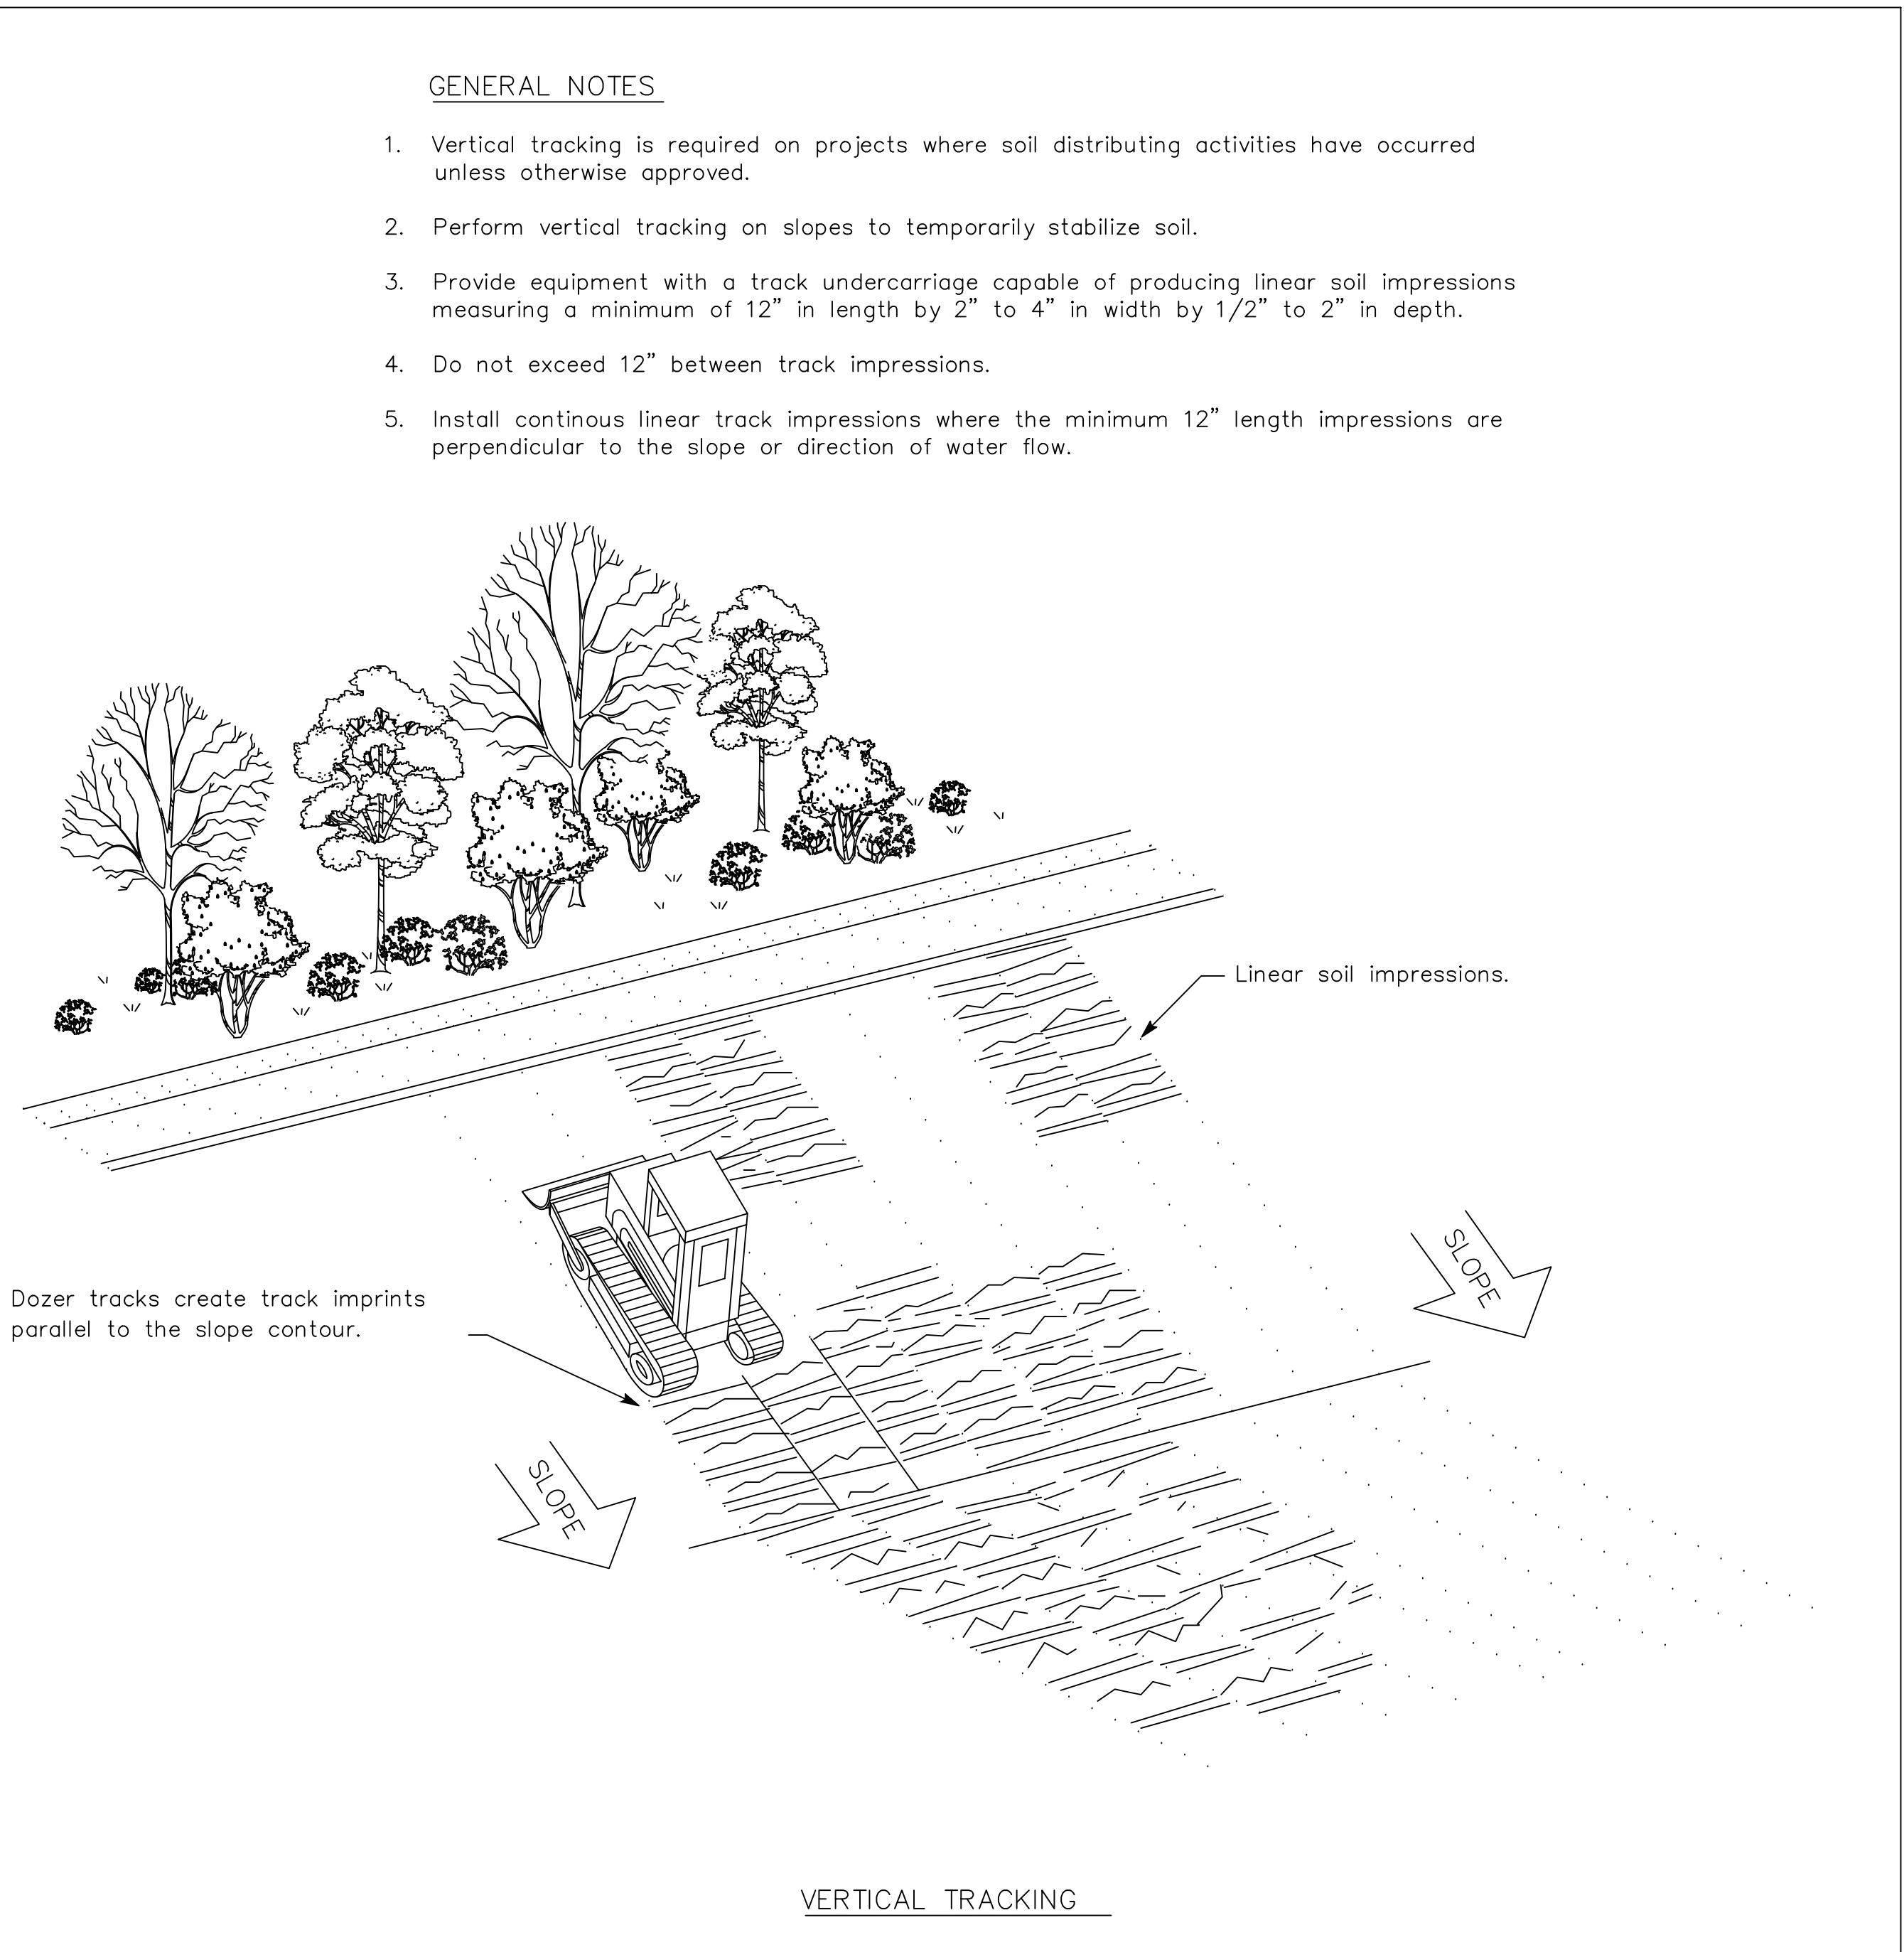 GENERAL NOTES
1. Vertical tracking is required on projects where soil distributing activities have occurred
unless otherwise approved.
2. Perform vertical tracking on slopes to temporarily stabilize soil.
3. Provide equipment with a track undercarriage capable of producing linear soil impressions
measuring a minimum of 12” in length by 2” to 4” in width by 1/2” to 2” in depth.
4. Do not exceed 12” between track impressions.
5. Install continous linear track impressions where the minimum 12” length impressions are
perpendicular to the slope or direction of water flow.
Linear soil impressions.
SLOPE
Dozer tracks create track imprints
parallel to the slope contour.
SLOPE
VERTICAL TRACKING